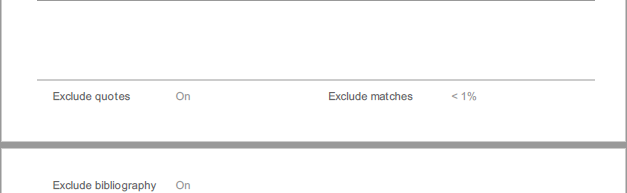 Exclude quotes On Exclude matches < 1%
Exclude bibliography On